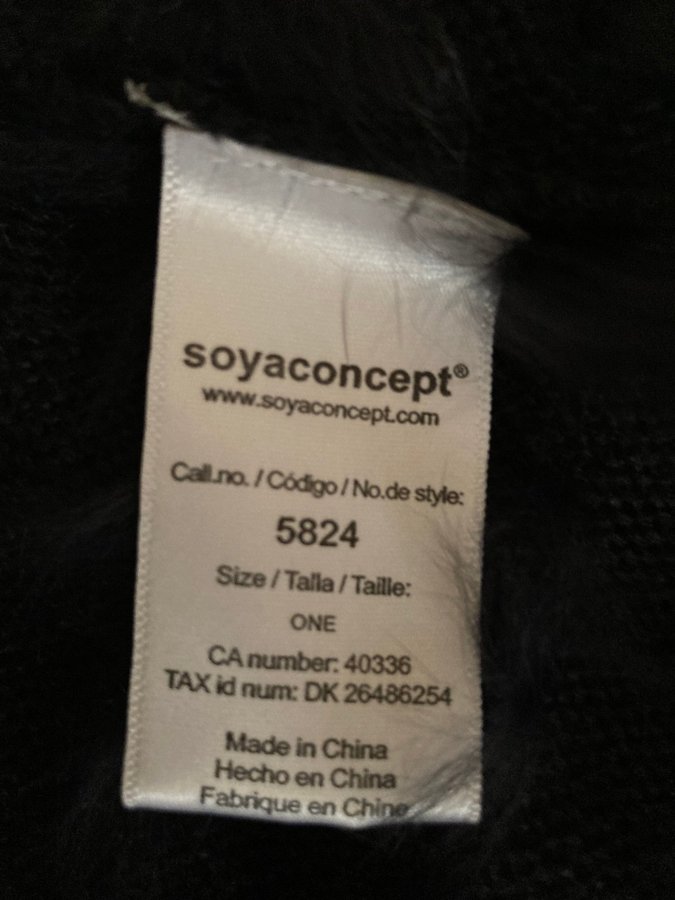 soyaconcept®
www.soyaconcept.com
Call.no. / Código / No.de style:
5824
Size / Talla / Taille:
ONE
CA number: 40336
TAX id num: DK 26486254
Made in China
Hecho en China
Fabrique en Chine